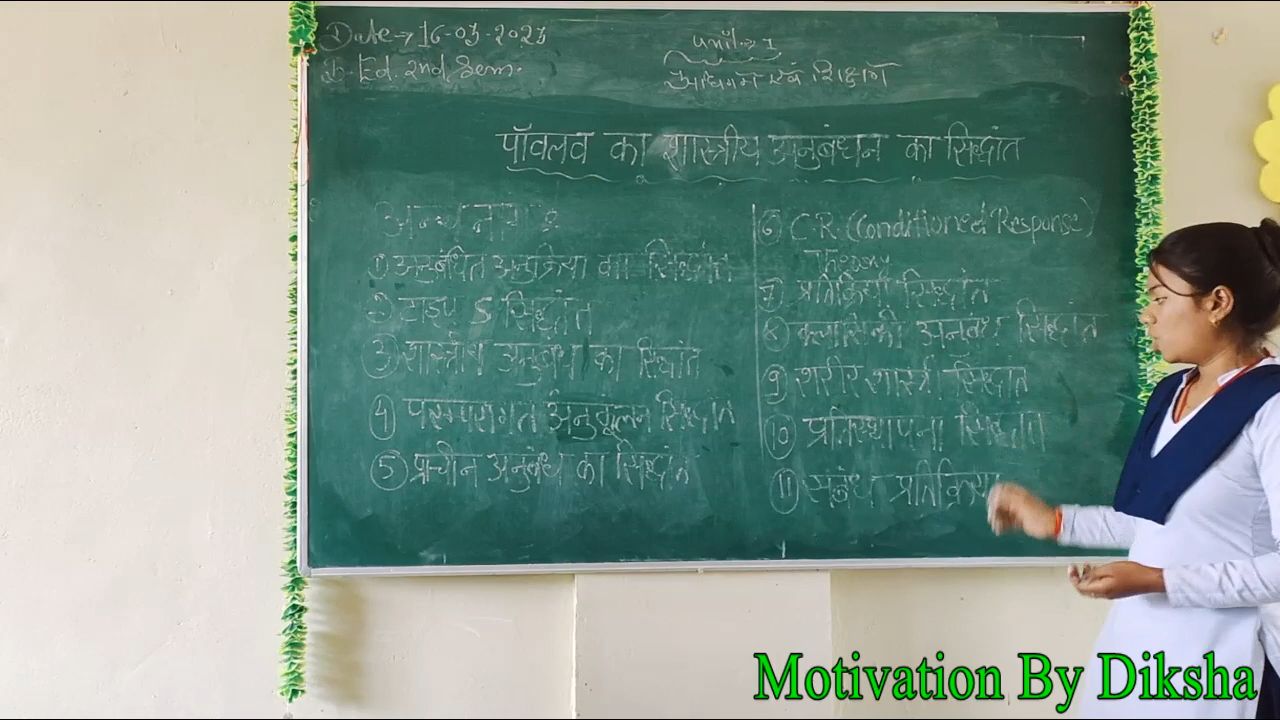 Date→ 16-03-2023
B. Ed. 2nd Sem.
Unit → 1
अधिगम एवं शिक्षण
पॉवलव का शास्त्रीय अनुबंधन का सिद्धांत
अन्य नाम :
① अनुबंधित अनुक्रिया का सिद्धांत
② टाइप S सिद्धांत
③ शास्त्रीय अनुबंध का सिद्धांत
④ परम्परागत अनुकूलन सिद्धांत
⑤ प्राचीन अनुबंध का सिद्धांत
⑥ C.R. (Conditioned Response)
Theory
⑦ प्रतिक्रिया सिद्धांत
⑧ क्लासिकी अनुबंध सिद्धांत
⑨ शरीर शास्त्री सिद्धांत
⑩ प्रतिस्थापना सिद्धांत
⑪ संबंध प्रतिक्रिया
Motivation By Diksha